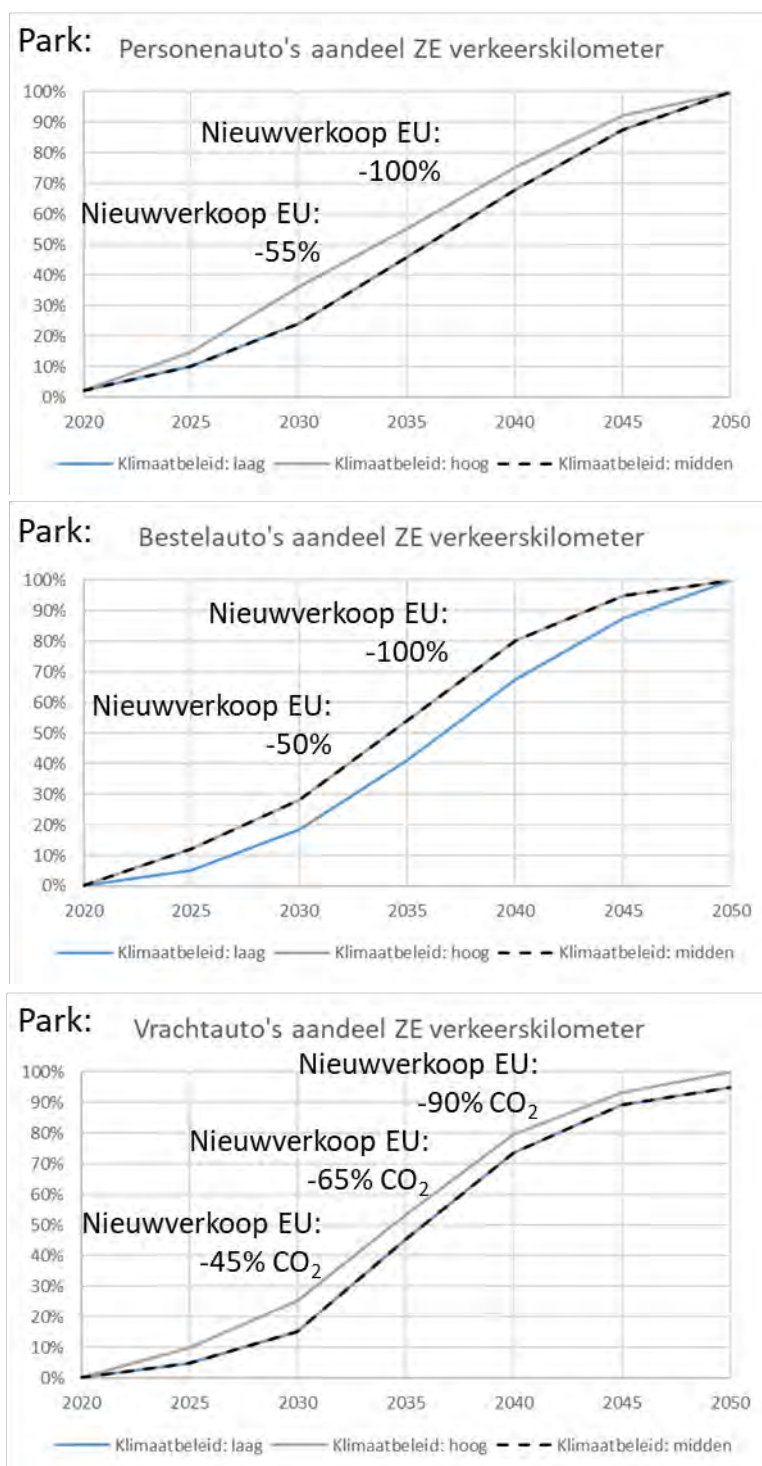 Park:
Personenauto's aandeel ZE verkeerskilometer
100%
90%
80%
70%
60%
50%
40%
30%
20%
10%
0%
Nieuwverkoop EU:
-100%
Nieuwverkoop EU:
-55%
2020 2025 2030 2035 2040 2045 2050
Klimaatbeleid: laag Klimaatbeleid: hoog Klimaatbeleid: midden
Park:
Bestelauto's aandeel ZE verkeerskilometer
100%
90%
80%
70%
60%
50%
40%
30%
20%
10%
0%
Nieuwverkoop EU:
-100%
Nieuwverkoop EU:
-50%
2020 2025 2030 2035 2040 2045 2050
Klimaatbeleid: laag Klimaatbeleid: hoog Klimaatbeleid: midden
Park:
Vrachtauto's aandeel ZE verkeerskilometer
100%
90%
80%
70%
60%
50%
40%
30%
20%
10%
0%
Nieuwverkoop EU:
-90% CO₂
Nieuwverkoop EU:
-65% CO₂
Nieuwverkoop EU:
-45% CO₂
2020 2025 2030 2035 2040 2045 2050
Klimaatbeleid: laag Klimaatbeleid: hoog Klimaatbeleid: midden